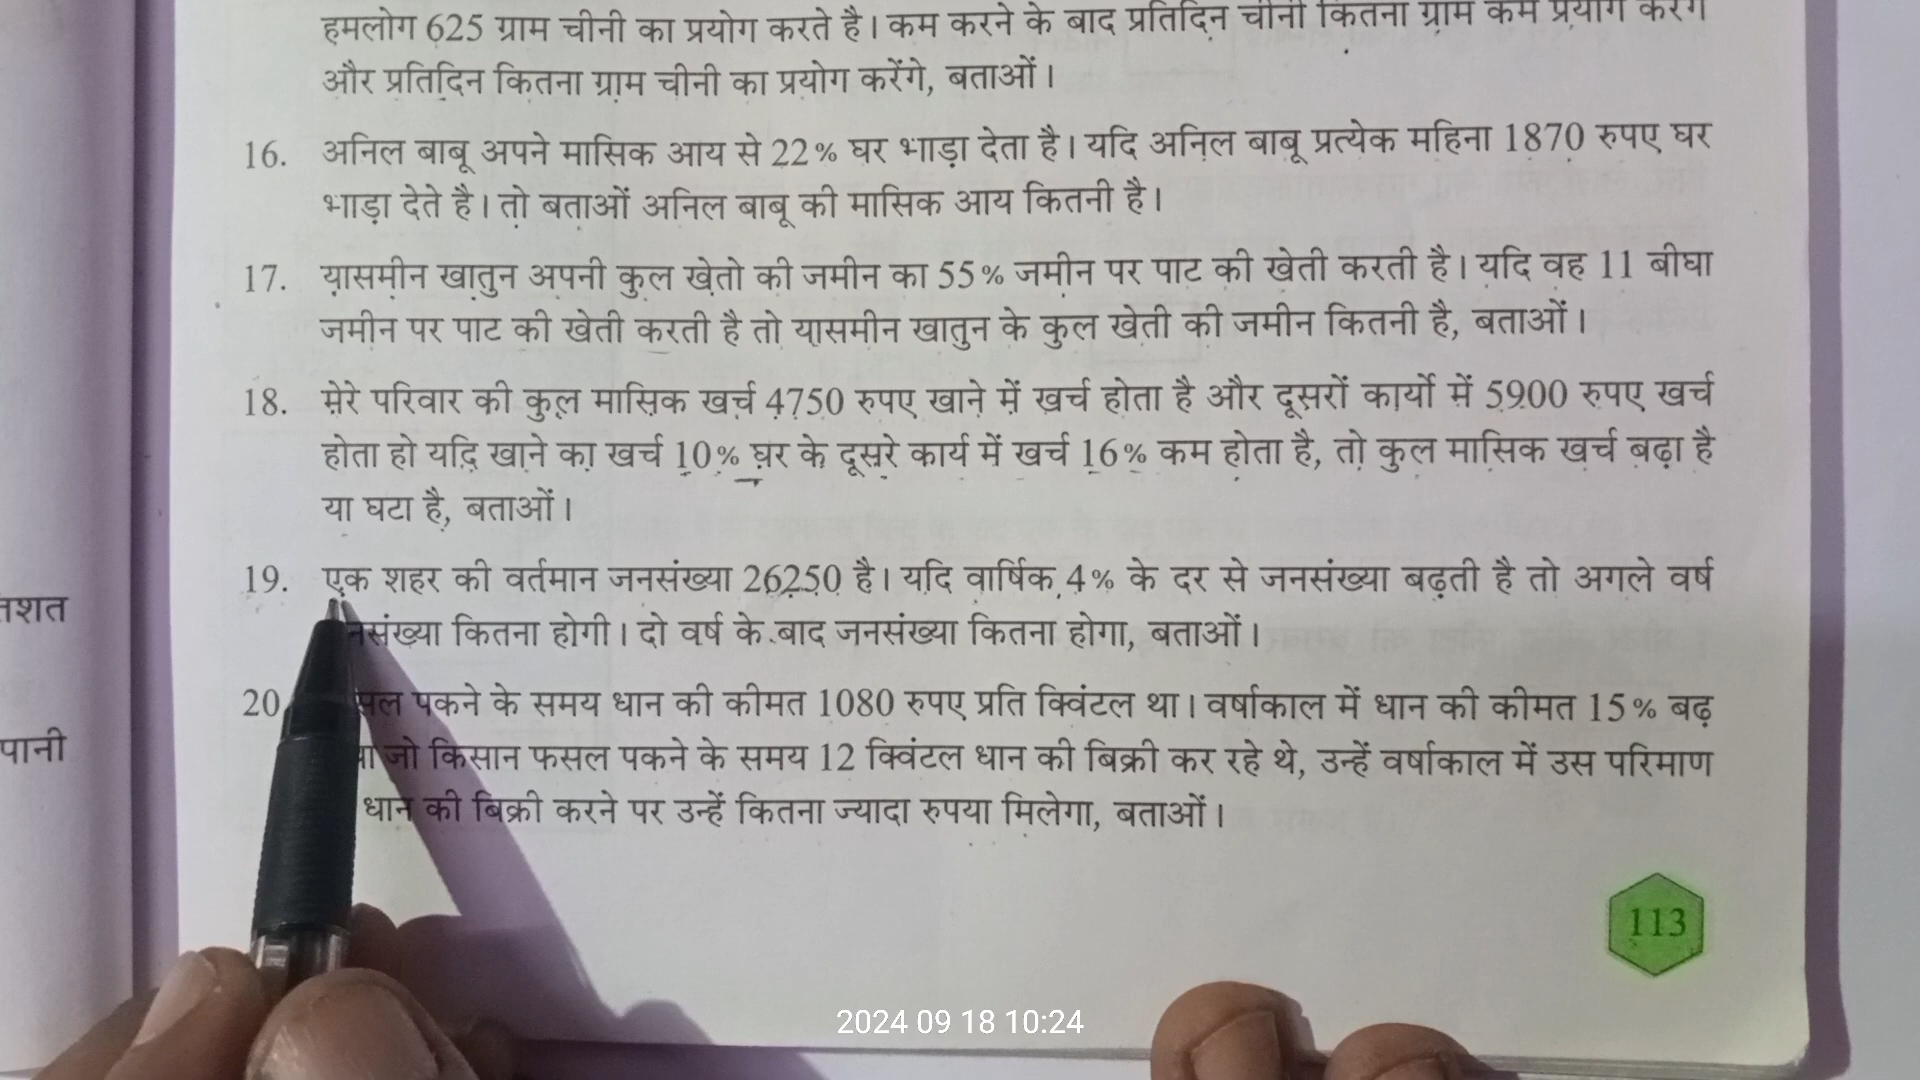 हमलोग 625 ग्राम चीनी का प्रयोग करते है। कम करने के बाद प्रतिदिन चीनी कितना ग्राम कम प्रयोग करेंगे
और प्रतिदिन कितना ग्राम चीनी का प्रयोग करेंगे, बताओं।
16. अनिल बाबू अपने मासिक आय से 22% घर भाड़ा देता है। यदि अनिल बाबू प्रत्येक महिना 1870 रुपए घर
भाड़ा देते है। तो बताओं अनिल बाबू की मासिक आय कितनी है।
17. यासमीन खातुन अपनी कुल खेतो की जमीन का 55% जमीन पर पाट की खेती करती है। यदि वह 11 बीघा
जमीन पर पाट की खेती करती है तो यासमीन खातुन के कुल खेती की जमीन कितनी है, बताओं।
18. मेरे परिवार की कुल मासिक खर्च 4750 रुपए खाने में खर्च होता है और दूसरों कार्यो में 5900 रुपए खर्च
होता हो यदि खाने का खर्च 10% घर के दूसरे कार्य में खर्च 16% कम होता है, तो कुल मासिक खर्च बढ़ा है
या घटा है, बताओं।
तिशत
19. एक शहर की वर्तमान जनसंख्या 26250 है। यदि वार्षिक 4% के दर से जनसंख्या बढ़ती है तो अगले वर्ष
नसंख्या कितना होगी। दो वर्ष के बाद जनसंख्या कितना होगा, बताओं।
20 सल पकने के समय धान की कीमत 1080 रुपए प्रति क्विंटल था। वर्षाकाल में धान की कीमत 15% बढ़
पानी
जो किसान फसल पकने के समय 12 क्विंटल धान की बिक्री कर रहे थे, उन्हें वर्षाकाल में उस परिमाण
धान की बिक्री करने पर उन्हें कितना ज्यादा रुपया मिलेगा, बताओं।
113
2024 09 18 10:24